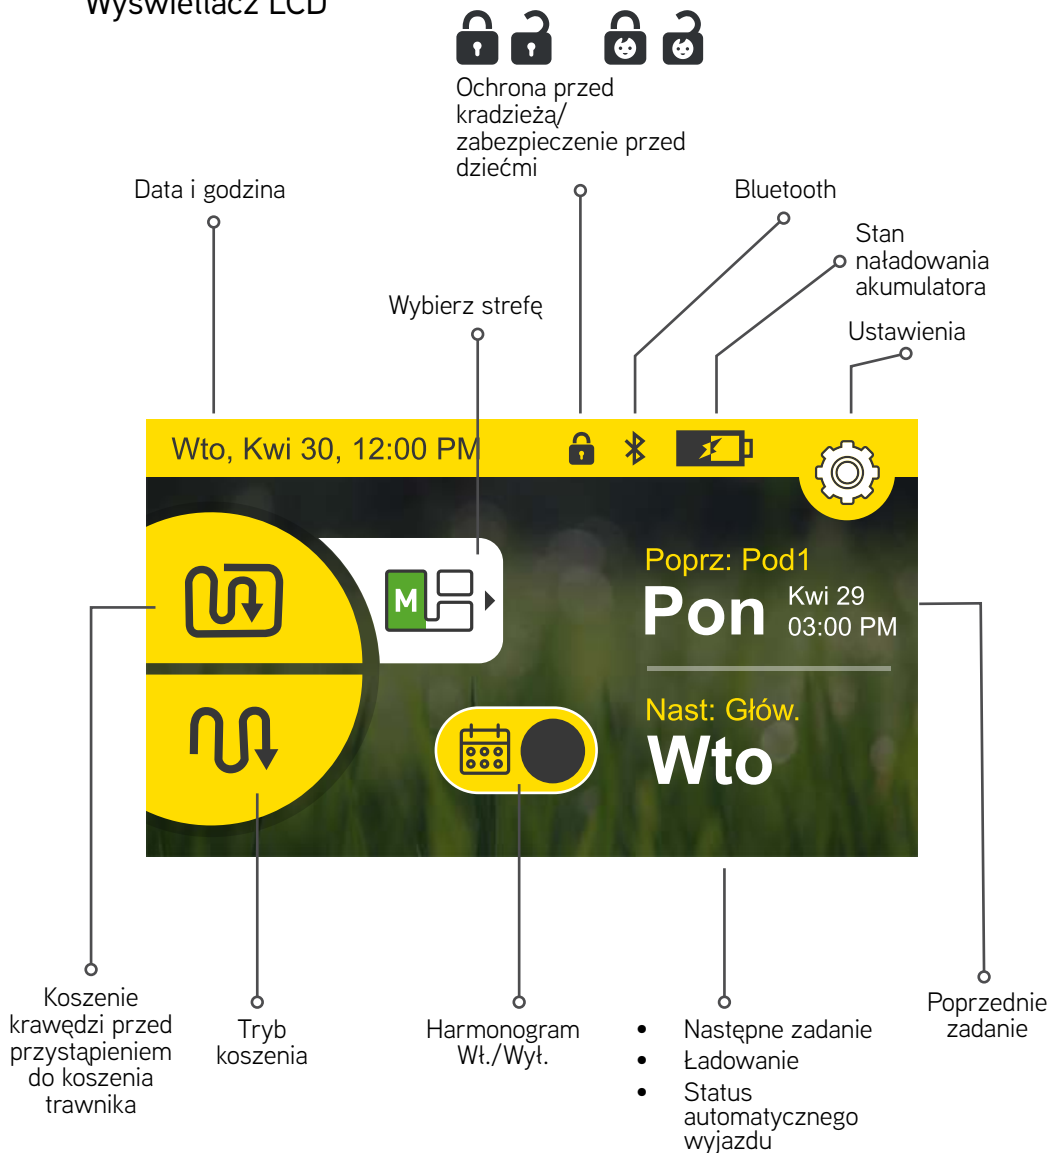 Wyświetlacz LCD
Ochrona przed
kradzieżą/
zabezpieczenie przed
dziećmi
Data i godzina
Bluetooth
Stan
naładowania
akumulatora
Wybierz strefę
Ustawienia
Wto, Kwi 30, 12:00 PM
Poprz: Pod1
Pon Kwi 29
03:00 PM
M
Nast: Głów.
Wto
Koszenie
krawędzi przed
przystąpieniem
do koszenia
trawnika
Tryb
koszenia
Harmonogram
Wł./Wył.
• Następne zadanie
• Ładowanie
• Status
automatycznego
wyjazdu
Poprzednie
zadanie